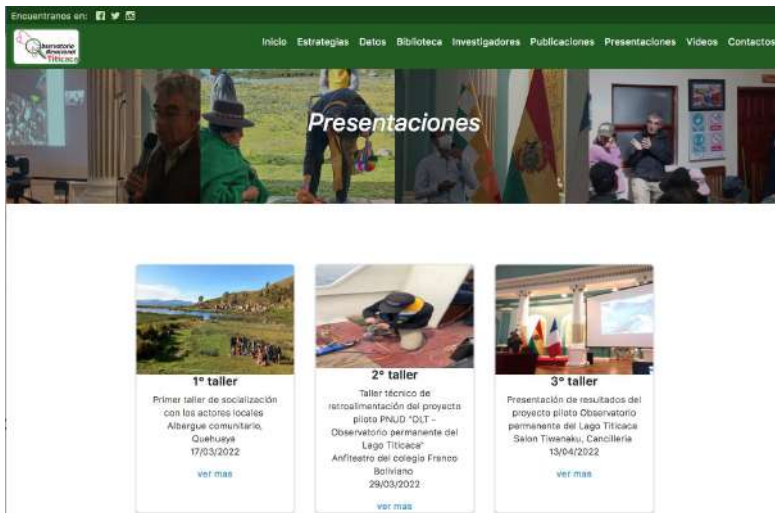 Encuentranos en:
Observatorio
Binacional
Titicaca
Inicio Estrategias Datos Biblioteca Investigadores Publicaciones Presentaciones Videos Contactos
Presentaciones
1° taller
Primer taller de socialización
con los actores locales
Albergue comunitario,
Quehuaya
17/03/2022
ver mas
2° taller
Taller técnico de
retroalimentación del proyecto
piloto PNUD "OLT -
Observatorio permanente del
Lago Titicaca"
Anfiteatro del colegio Franco
Boliviano
29/03/2022
ver mas
3° taller
Presentación de resultados del
proyecto piloto Observatorio
permanente del Lago Titicaca
Salon Tiwanaku, Cancilleria
13/04/2022
ver mas